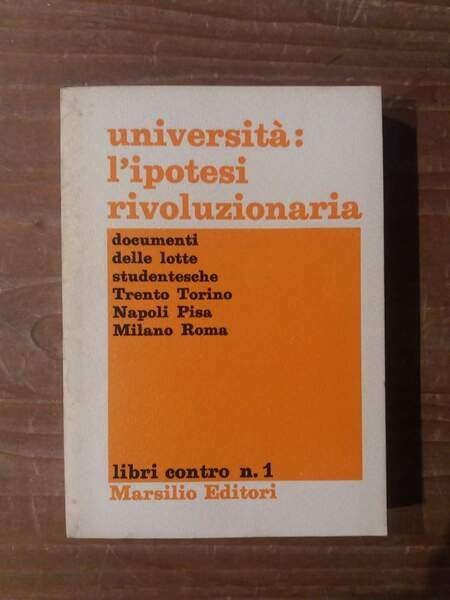 università:
l'ipotesi
rivoluzionaria
documenti
delle lotte
studentesche
Trento Torino
Napoli Pisa
Milano Roma
libri contro n. 1
Marsilio Editori